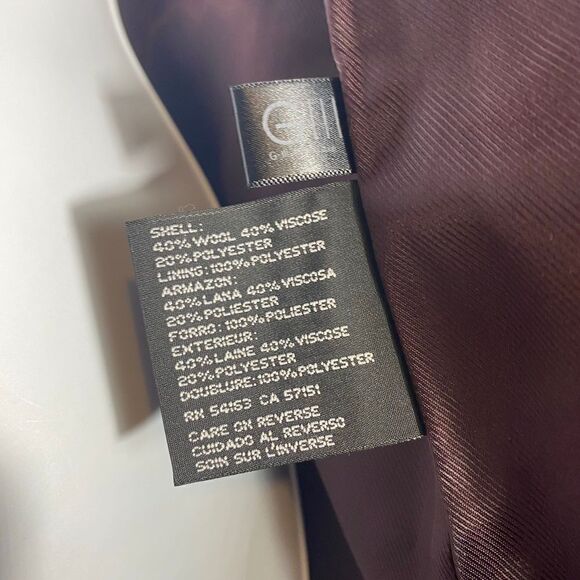 G-III
SHELL:
40% WOOL 40% VISCOSE
20% POLYESTER
LINING: 100% POLYESTER
ARMAZON:
40% LANA 40% VISCOSA
20% POLIESTER
FORRO: 100% POLIESTER
EXTERIEUR:
40% LAINE 40% VISCOSE
20% POLYESTER
DOUBLURE: 100% POLYESTER
RN 54163 CA 57151
CARE ON REVERSE
CUIDADO AL REVERSO
SOIN SUR L'INVERSE